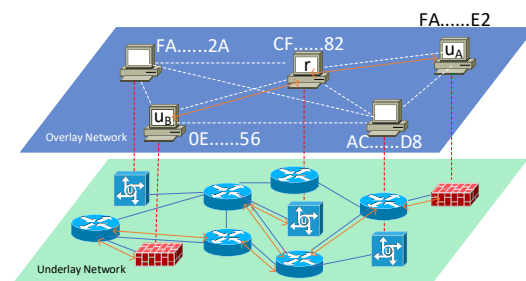 FA......E2
FA......2A
CF......82
r
uA
uB
Overlay Network
0E......56
AC......D8
Underlay Network